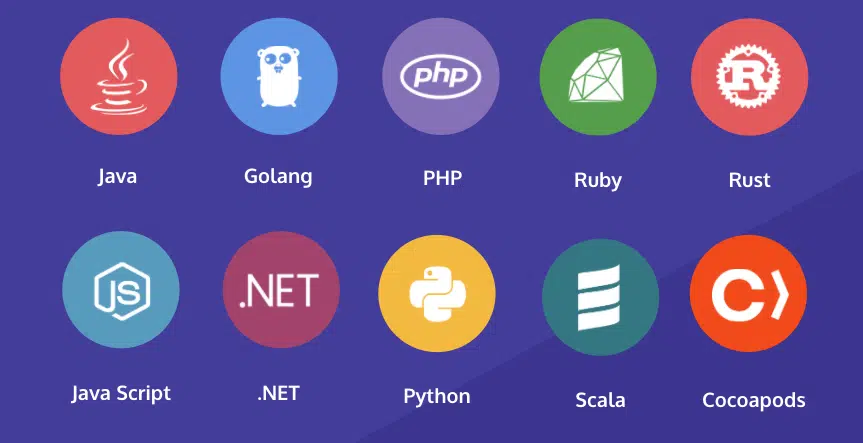 php
R
Java
Golang
PHP
Ruby
Rust
JS
.NET
C
Java Script
.NET
Python
Scala
Cocoapods